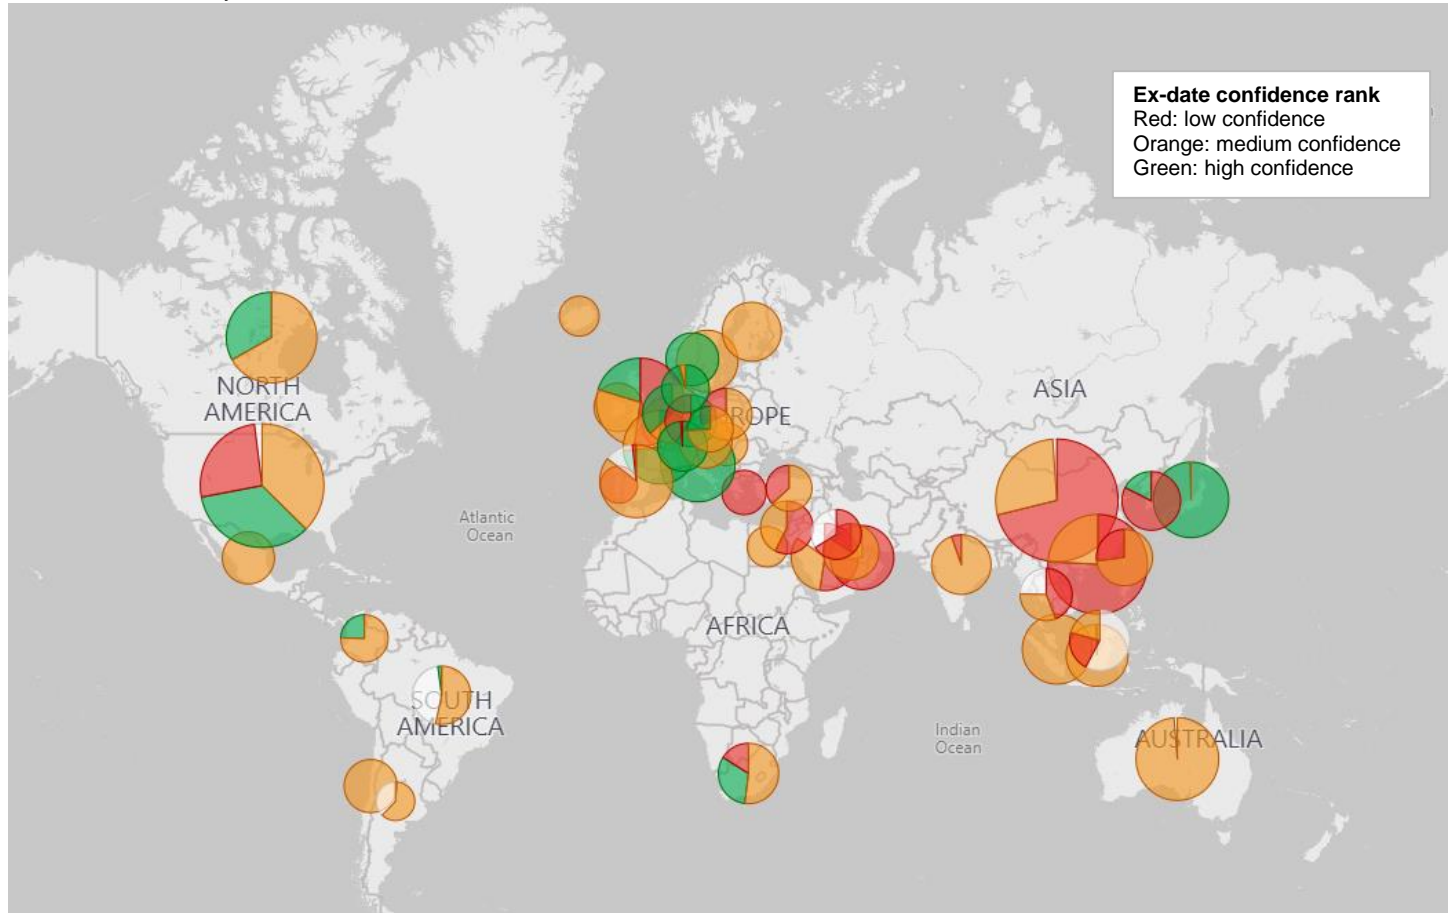 Ex-date confidence rank
Red: low confidence
Orange: medium confidence
Green: high confidence
NORTH
AMERICA
ASIA
EUROPE
Atlantic
Ocean
AFRICA
SOUTH
AMERICA
Indian
Ocean
AUSTRALIA